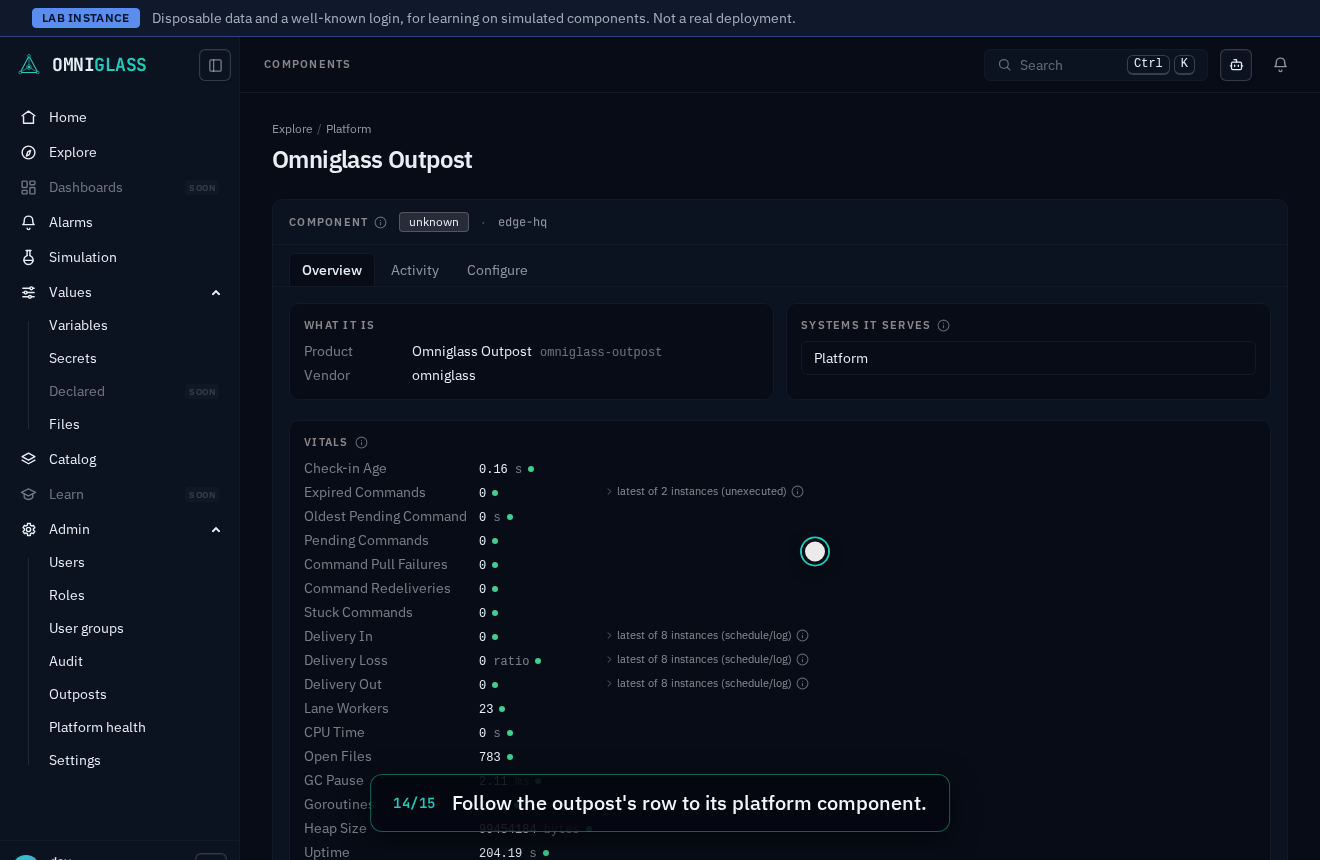 LAB INSTANCE Disposable data and a well-known login, for learning on simulated components. Not a real deployment.
OMNIGLASS
COMPONENTS
Search Ctrl K
Home
Explore
Dashboards SOON
Alarms
Simulation
Values
Variables
Secrets
Declared SOON
Files
Catalog
Learn SOON
Admin
Users
Roles
User groups
Audit
Outposts
Platform health
Settings
Explore / Platform
Omniglass Outpost
COMPONENT unknown · edge-hq
Overview Activity Configure
WHAT IT IS
Product Omniglass Outpost omniglass-outpost
Vendor omniglass
SYSTEMS IT SERVES
Platform
VITALS
Check-in Age 0.16 s
Expired Commands 0 latest of 2 instances (unexecuted)
Oldest Pending Command 0 s
Pending Commands 0
Command Pull Failures 0
Command Redeliveries 0
Stuck Commands 0
Delivery In 0 latest of 8 instances (schedule/log)
Delivery Loss 0 ratio latest of 8 instances (schedule/log)
Delivery Out 0 latest of 8 instances (schedule/log)
Lane Workers 23
CPU Time 0 s
Open Files 783
GC Pause 2.11 ms
Goroutines
Heap Size 99454184 bytes
Uptime 204.19 s
14/15 Follow the outpost's row to its platform component.